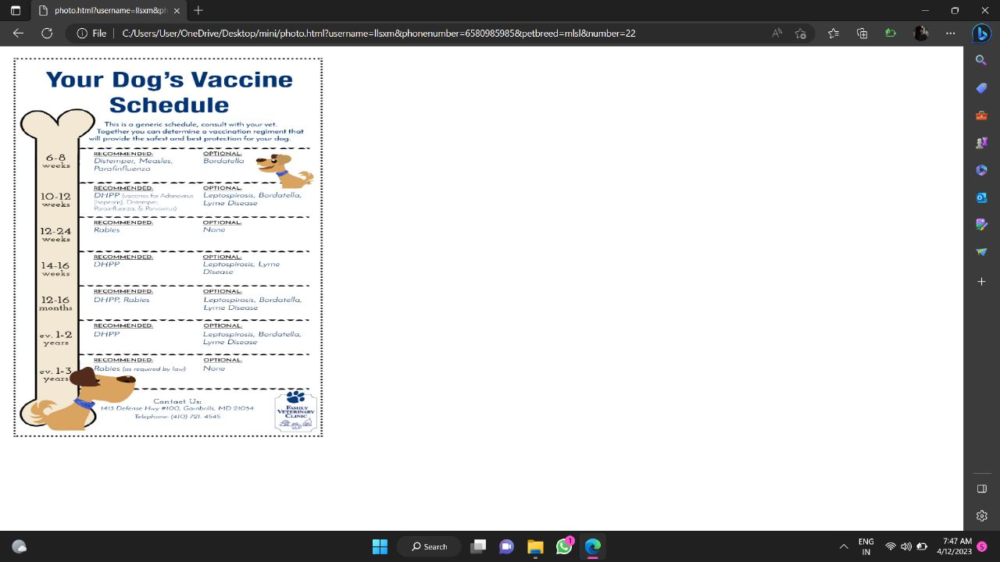 photo.html?username=llsxm&ph
File
C:/Users/User/OneDrive/Desktop/mini/photo.html?username=llsxm&phonenumber=6580985985&petbreed=mlsl&number=22
Your Dog's Vaccine
Schedule
This is a generic schedule, consult with your vet.
Together you can determine a vaccination regiment that
will provide the safest and best protection for your dog.
6-8
weeks
RECOMMENDED:
Distemper, Measles,
Parafinfluenza
OPTIONAL:
Bordatella
10-12
weeks
RECOMMENDED:
DHPP (vaccines for Adenovirus
[hepatitis], Distemper,
Parainfluenza, & Parvovirus)
OPTIONAL:
Leptospirosis, Bordatella,
Lyme Disease
12-24
weeks
RECOMMENDED:
Rabies
OPTIONAL:
None
14-16
weeks
RECOMMENDED:
DHPP
OPTIONAL:
Leptospirosis, Lyme
Disease
12-16
months
RECOMMENDED:
DHPP, Rabies
OPTIONAL:
Leptospirosis, Bordatella,
Lyme Disease
ev. 1-2
years
RECOMMENDED:
DHPP
OPTIONAL:
Leptospirosis, Bordatella,
Lyme Disease
ev. 1-3
years
RECOMMENDED:
Rabies (as required by law)
OPTIONAL:
None
Contact Us:
1413 Defense Hwy #100, Gambrills, MD 21054
Telephone: (410) 721. 4545
FAMILY
VETERINARY
CLINIC
Search
1
ENG
IN
7:47 AM
4/12/2023
5